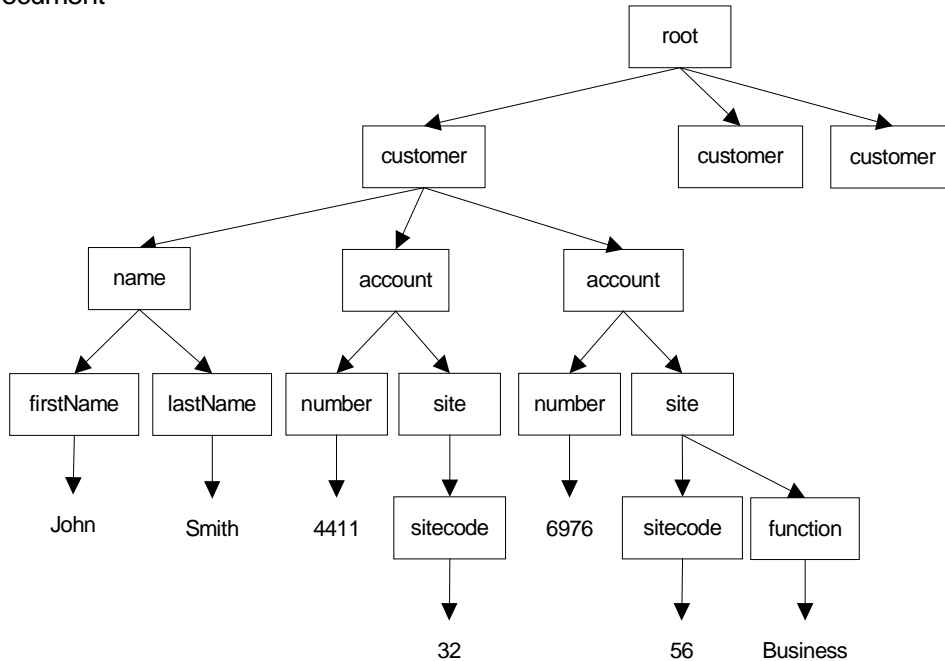 root
customer
customer
customer
name
account
account
firstName
lastName
number
site
number
site
John
Smith
4411
sitecode
6976
sitecode
function
32
56
Business